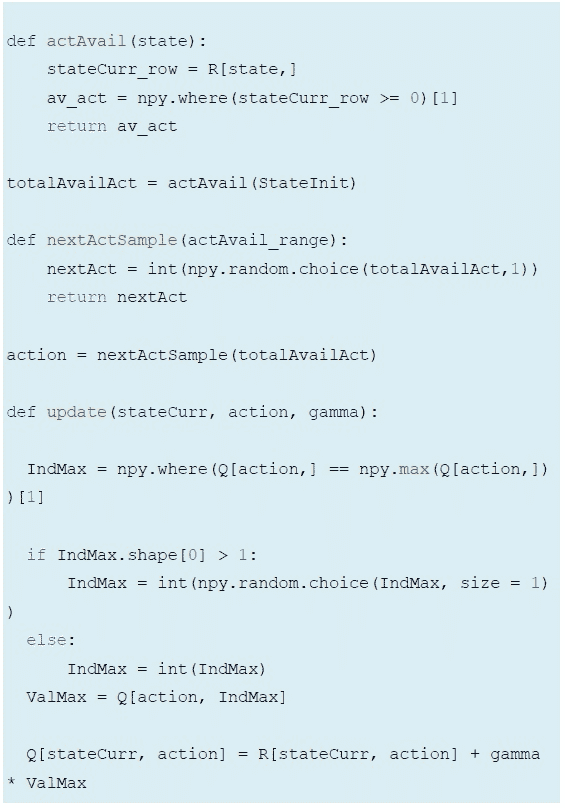 def actAvail(state):
    stateCurr_row = R[state,]
    av_act = npy.where(stateCurr_row >= 0)[1]
    return av_act
totalAvailAct = actAvail(StateInit)
def nextActSample(actAvail_range):
    nextAct = int(npy.random.choice(totalAvailAct,1))
    return nextAct
action = nextActSample(totalAvailAct)
def update(stateCurr, action, gamma):
  IndMax = npy.where(Q[action,] == npy.max(Q[action,])
)[1]
  if IndMax.shape[0] > 1:
      IndMax = int(npy.random.choice(IndMax, size = 1)
)
  else:
      IndMax = int(IndMax)
  ValMax = Q[action, IndMax]
  Q[stateCurr, action] = R[stateCurr, action] + gamma
* ValMax